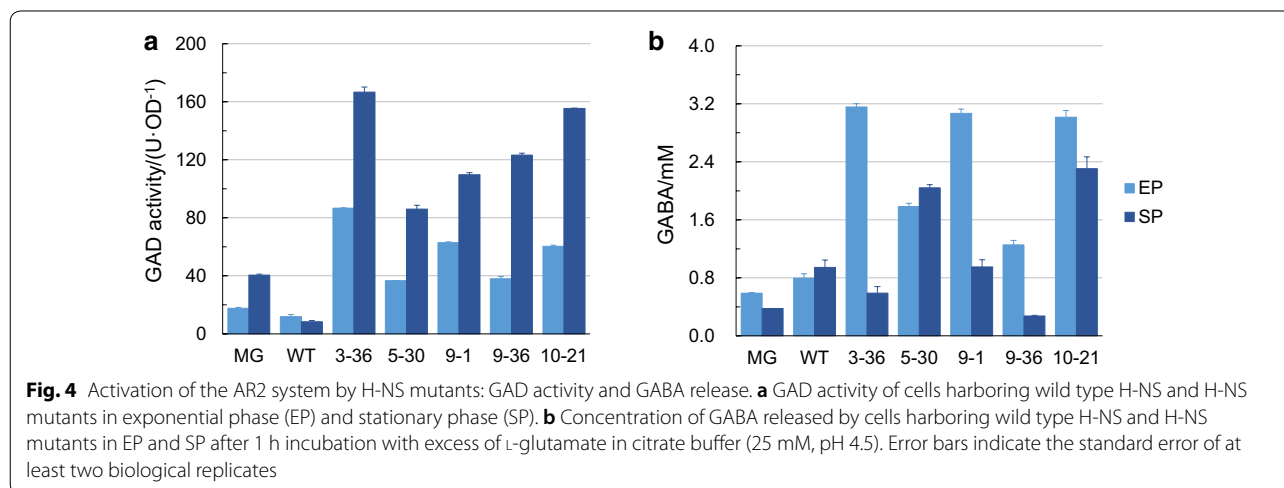 a
GAD activity/(U·OD⁻¹)
200
160
120
80
40
0
MG WT 3-36 5-30 9-1 9-36 10-21
b
GABA/mM
4.0
3.2
2.4
1.6
0.8
0.0
MG WT 3-36 5-30 9-1 9-36 10-21
EP
SP
Fig. 4 Activation of the AR2 system by H-NS mutants: GAD activity and GABA release. a GAD activity of cells harboring wild type H-NS and H-NS
mutants in exponential phase (EP) and stationary phase (SP). b Concentration of GABA released by cells harboring wild type H-NS and H-NS
mutants in EP and SP after 1 h incubation with excess of L-glutamate in citrate buffer (25 mM, pH 4.5). Error bars indicate the standard error of at
least two biological replicates